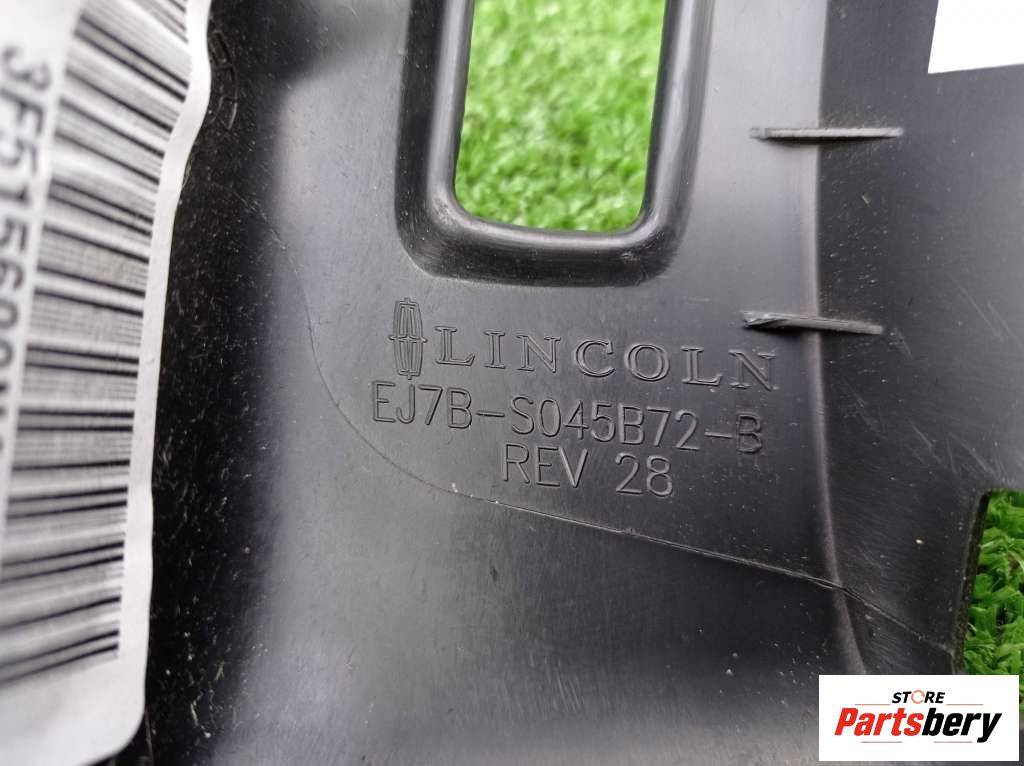 LINCOLN
EJ7B-S045B72-B
REV 28
STORE
Partsbery